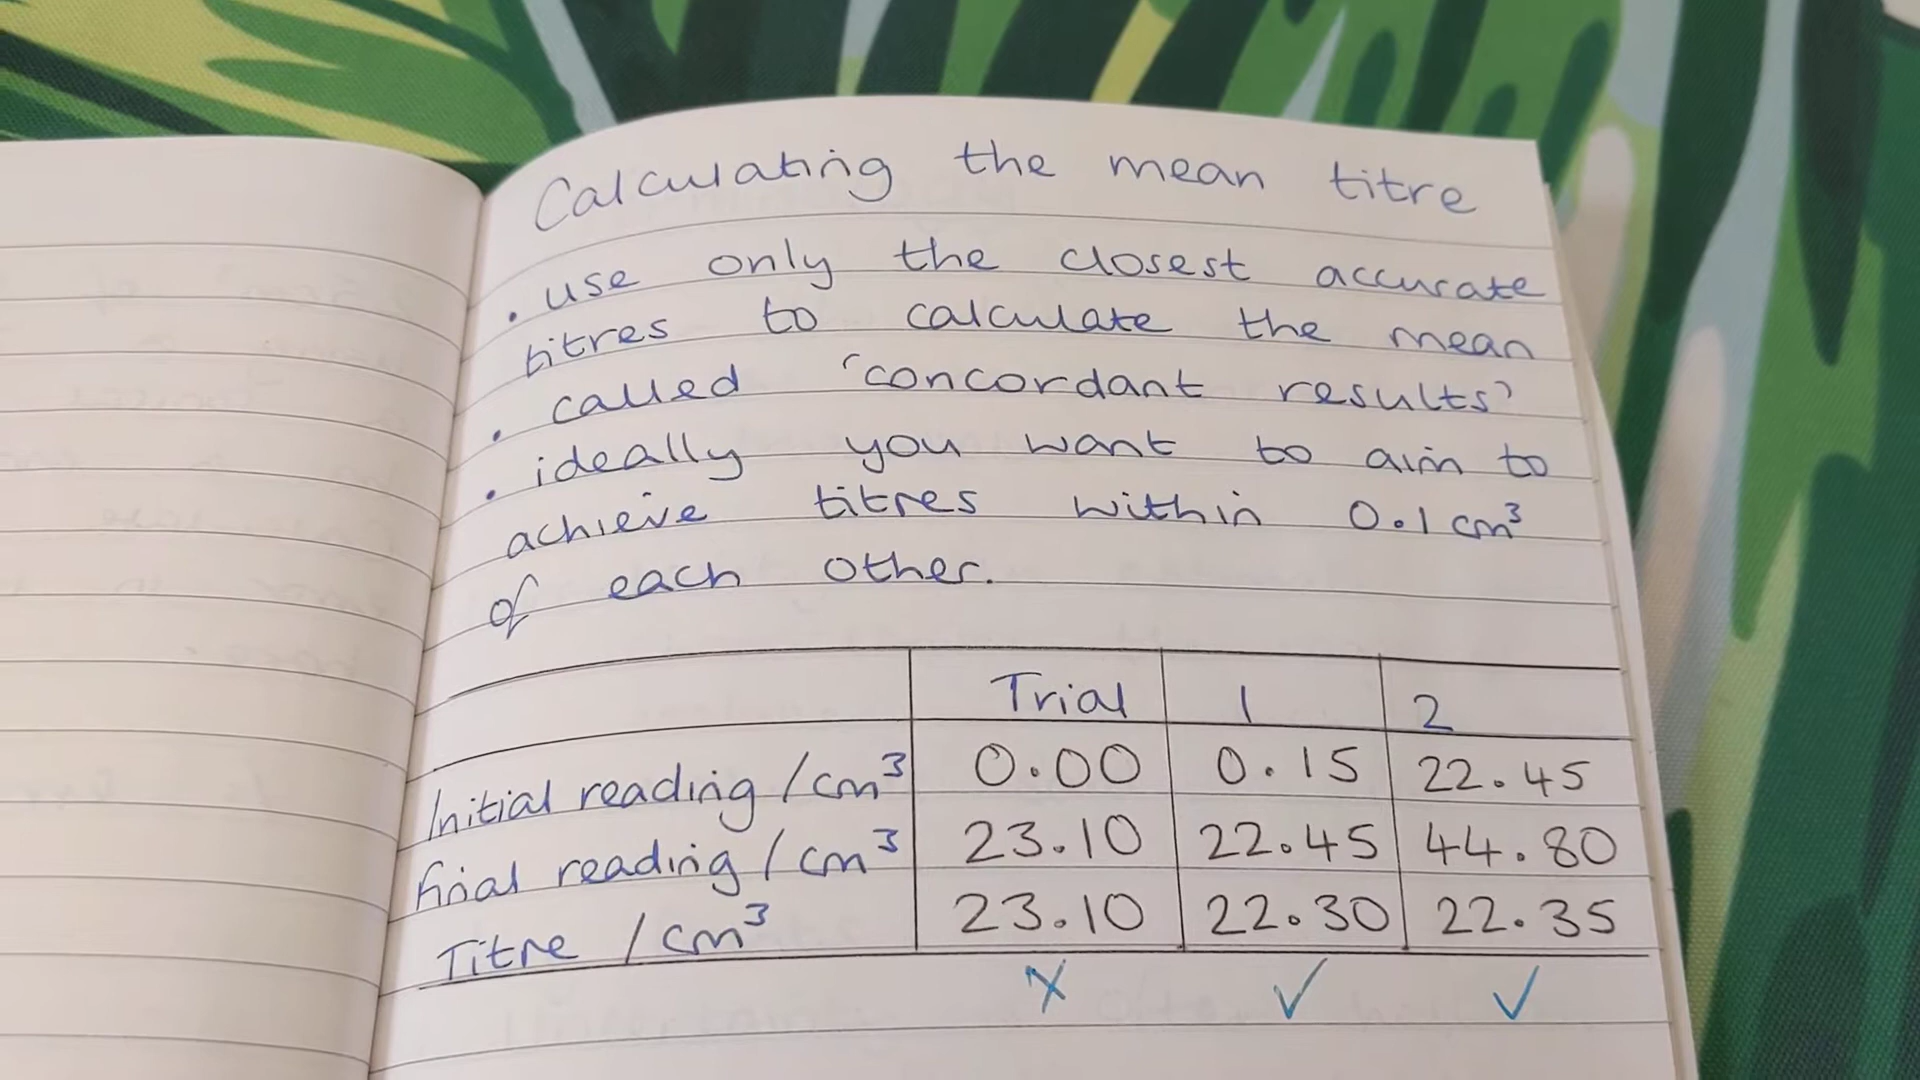 Calculating the mean titre
. use only the closest accurate
titres to calculate the mean
. called 'concordant results'
. ideally you want to aim to
achieve titres within 0.1 cm³
of each other.
Trial 1 2
Initial reading /cm³ 0.00 0.15 22.45
final reading / cm³ 23.10 22.45 44.80
Titre / cm³ 23.10 22.30 22.35
X ✓ ✓